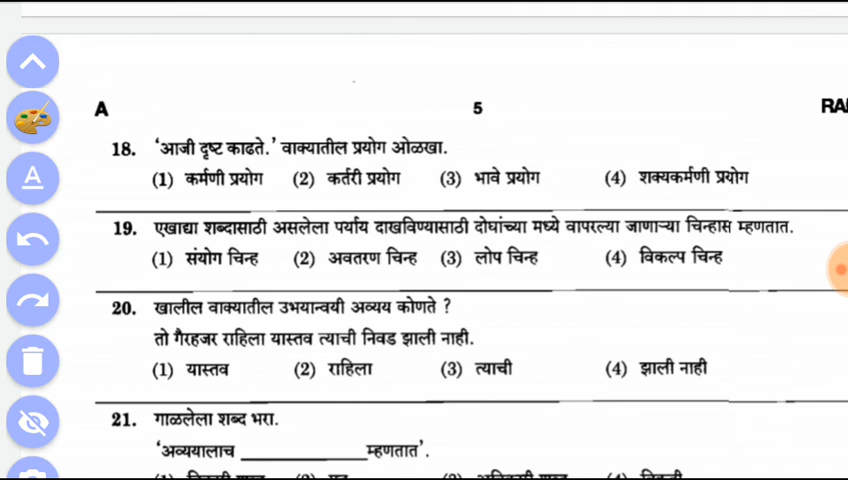 A 5 RA
18. ‘आजी दृष्ट काढते.’ वाक्यातील प्रयोग ओळखा.
(1) कर्मणी प्रयोग (2) कर्तरी प्रयोग (3) भावे प्रयोग (4) शक्यकर्मणी प्रयोग
19. एखाद्या शब्दासाठी असलेला पर्याय दाखविण्यासाठी दोघांच्या मध्ये वापरल्या जाणाऱ्या चिन्हास म्हणतात.
(1) संयोग चिन्ह (2) अवतरण चिन्ह (3) लोप चिन्ह (4) विकल्प चिन्ह
20. खालील वाक्यातील उभयान्वयी अव्यय कोणते ?
तो गैरहजर राहिला यास्तव त्याची निवड झाली नाही.
(1) यास्तव (2) राहिला (3) त्याची (4) झाली नाही
21. गाळलेला शब्द भरा.
‘अव्ययालाच ____________ म्हणतात’.